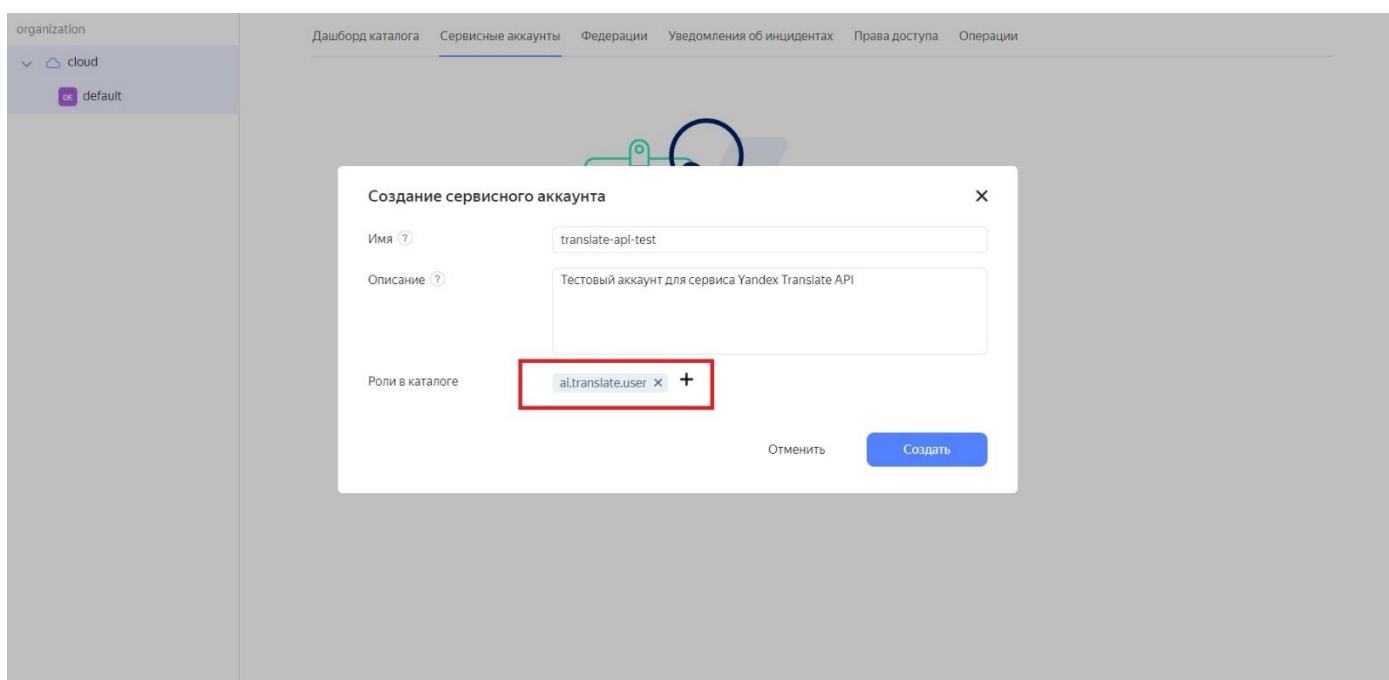 organization
cloud
DE default
Дашборд каталога Сервисные аккаунты Федерации Уведомления об инцидентах Права доступа Операции
Создание сервисного аккаунта
Имя ? translate-api-test
Описание ? Тестовый аккаунт для сервиса Yandex Translate API
Роли в каталоге ai.translate.user
Отменить Создать